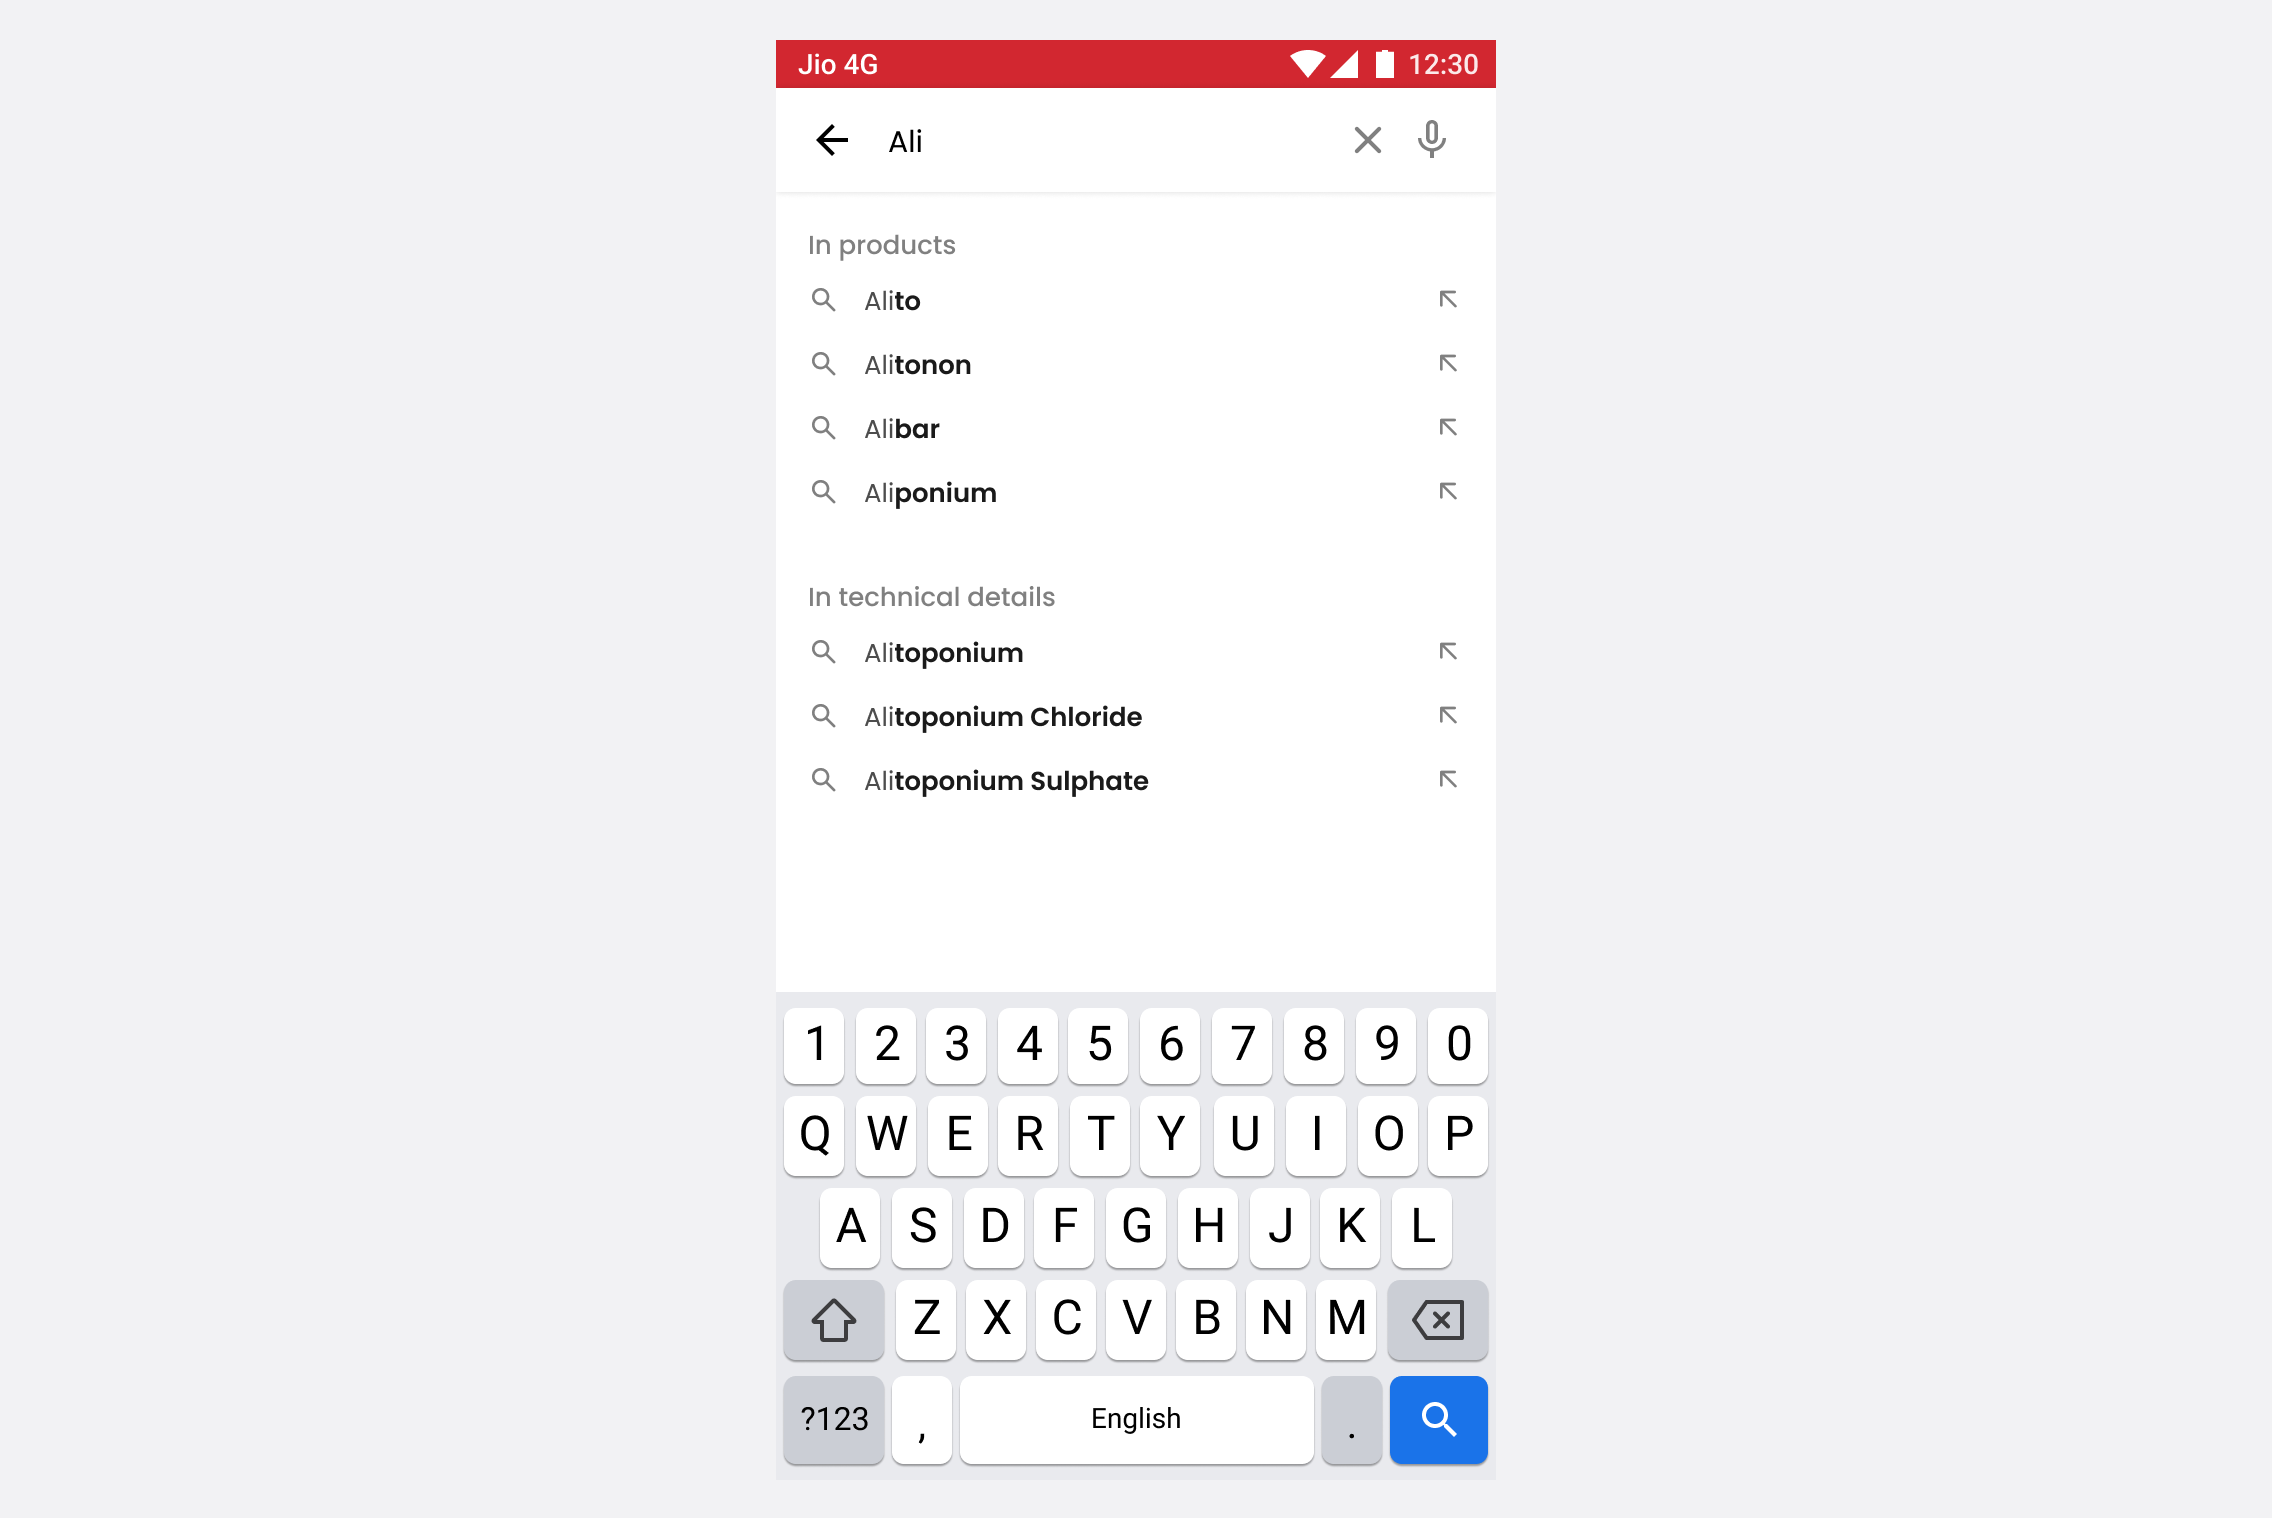 Jio 4G 12:30
Ali
In products
Alito
Alitonon
Alibar
Aliponium
In technical details
Alitoponium
Alitoponium Chloride
Alitoponium Sulphate
1 2 3 4 5 6 7 8 9 0
Q W E R T Y U I O P
A S D F G H J K L
Z X C V B N M
?123 , English .